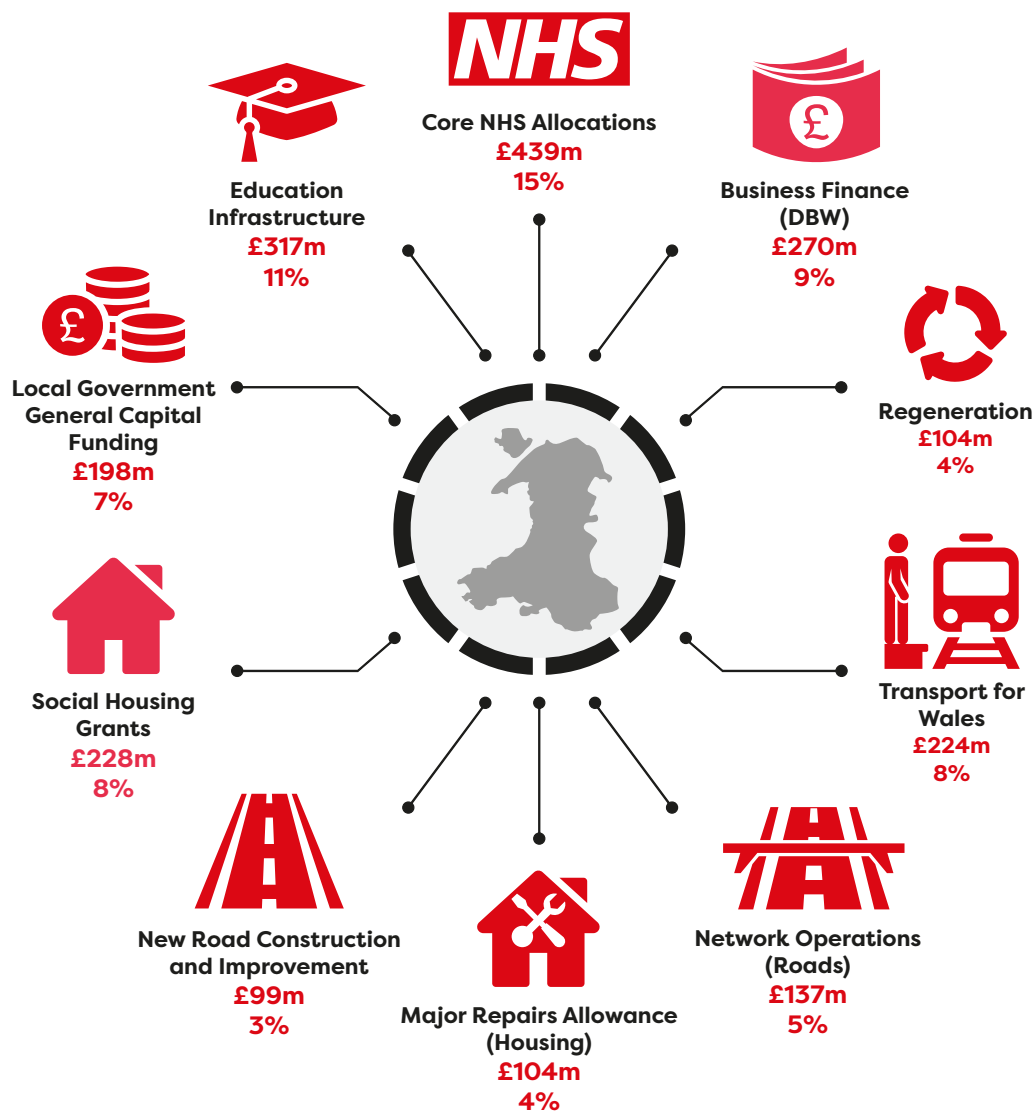 NHS
Core NHS Allocations
£439m
15%
Business Finance
(DBW)
£270m
9%
Regeneration
£104m
4%
Transport for
Wales
£224m
8%
Network Operations
(Roads)
£137m
5%
Major Repairs Allowance
(Housing)
£104m
4%
New Road Construction
and Improvement
£99m
3%
Social Housing
Grants
£228m
8%
£
Local Government
General Capital
Funding
£198m
7%
Education
Infrastructure
£317m
11%
£